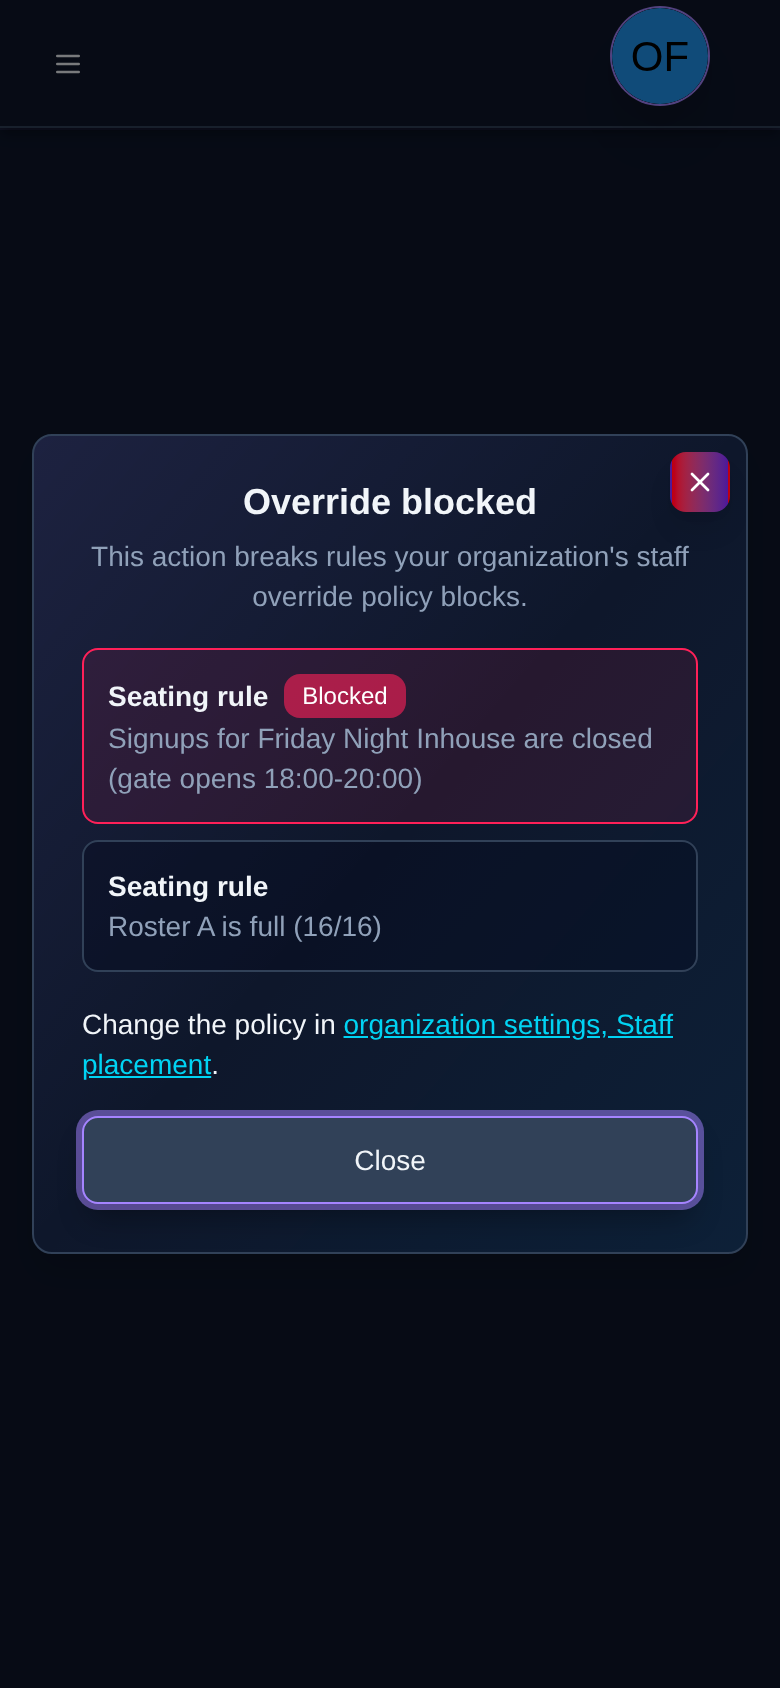 OF
Override blocked
This action breaks rules your organization's staff
override policy blocks.
Seating rule Blocked
Signups for Friday Night Inhouse are closed
(gate opens 18:00-20:00)
Seating rule
Roster A is full (16/16)
Change the policy in organization settings, Staff
placement.
Close